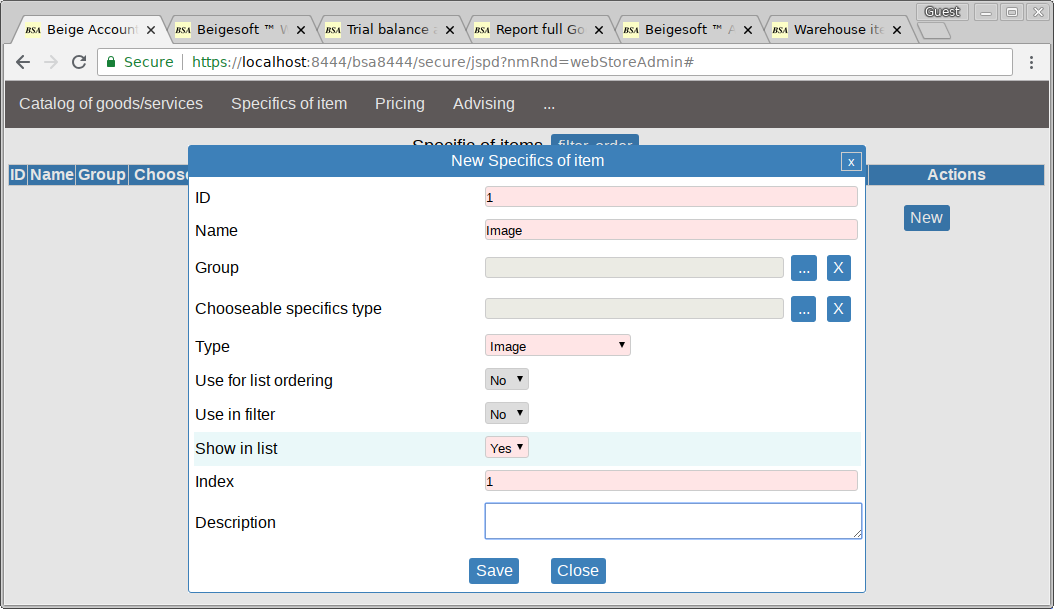 Guest
BSA Beige Accoun
BSA Beigesoft ™
BSA Trial balance
BSA Report full Go
BSA Beigesoft ™
BSA Warehouse ite
Secure https://localhost:8444/bsa8444/secure/jspd?nmRnd=webStoreAdmin#
Catalog of goods/services Specifics of item Pricing Advising ...
Specific of items filter, order
New Specifics of item x
ID Name Group Choose Actions
New
ID 1
Name Image
Group ... X
Chooseable specifics type ... X
Type Image
Use for list ordering No
Use in filter No
Show in list Yes
Index 1
Description
Save Close